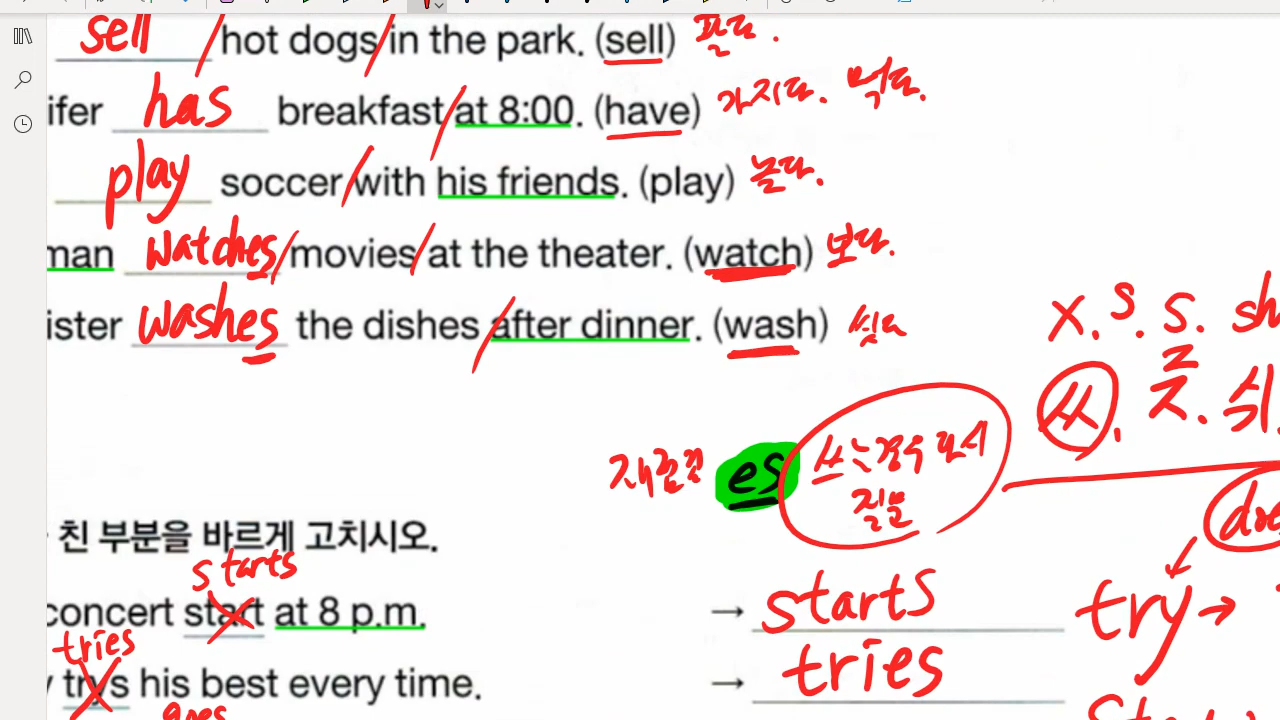 sell hot dogs in the park. (sell) 팔다.
ifer has breakfast at 8:00. (have) 가지다. 먹다.
play soccer with his friends. (play) 놀다.
man watches movies at the theater. (watch) 보다.
ister washes the dishes after dinner. (wash) 씻다
x. s. s. sh
ㅆ. ㅈ. 쉬
es
쓰는경우 다시
질문
친 부분을 바르게 고치시오.
starts
concert start at 8 p.m. → starts
try →
tries
trys his best every time. → tries
goes